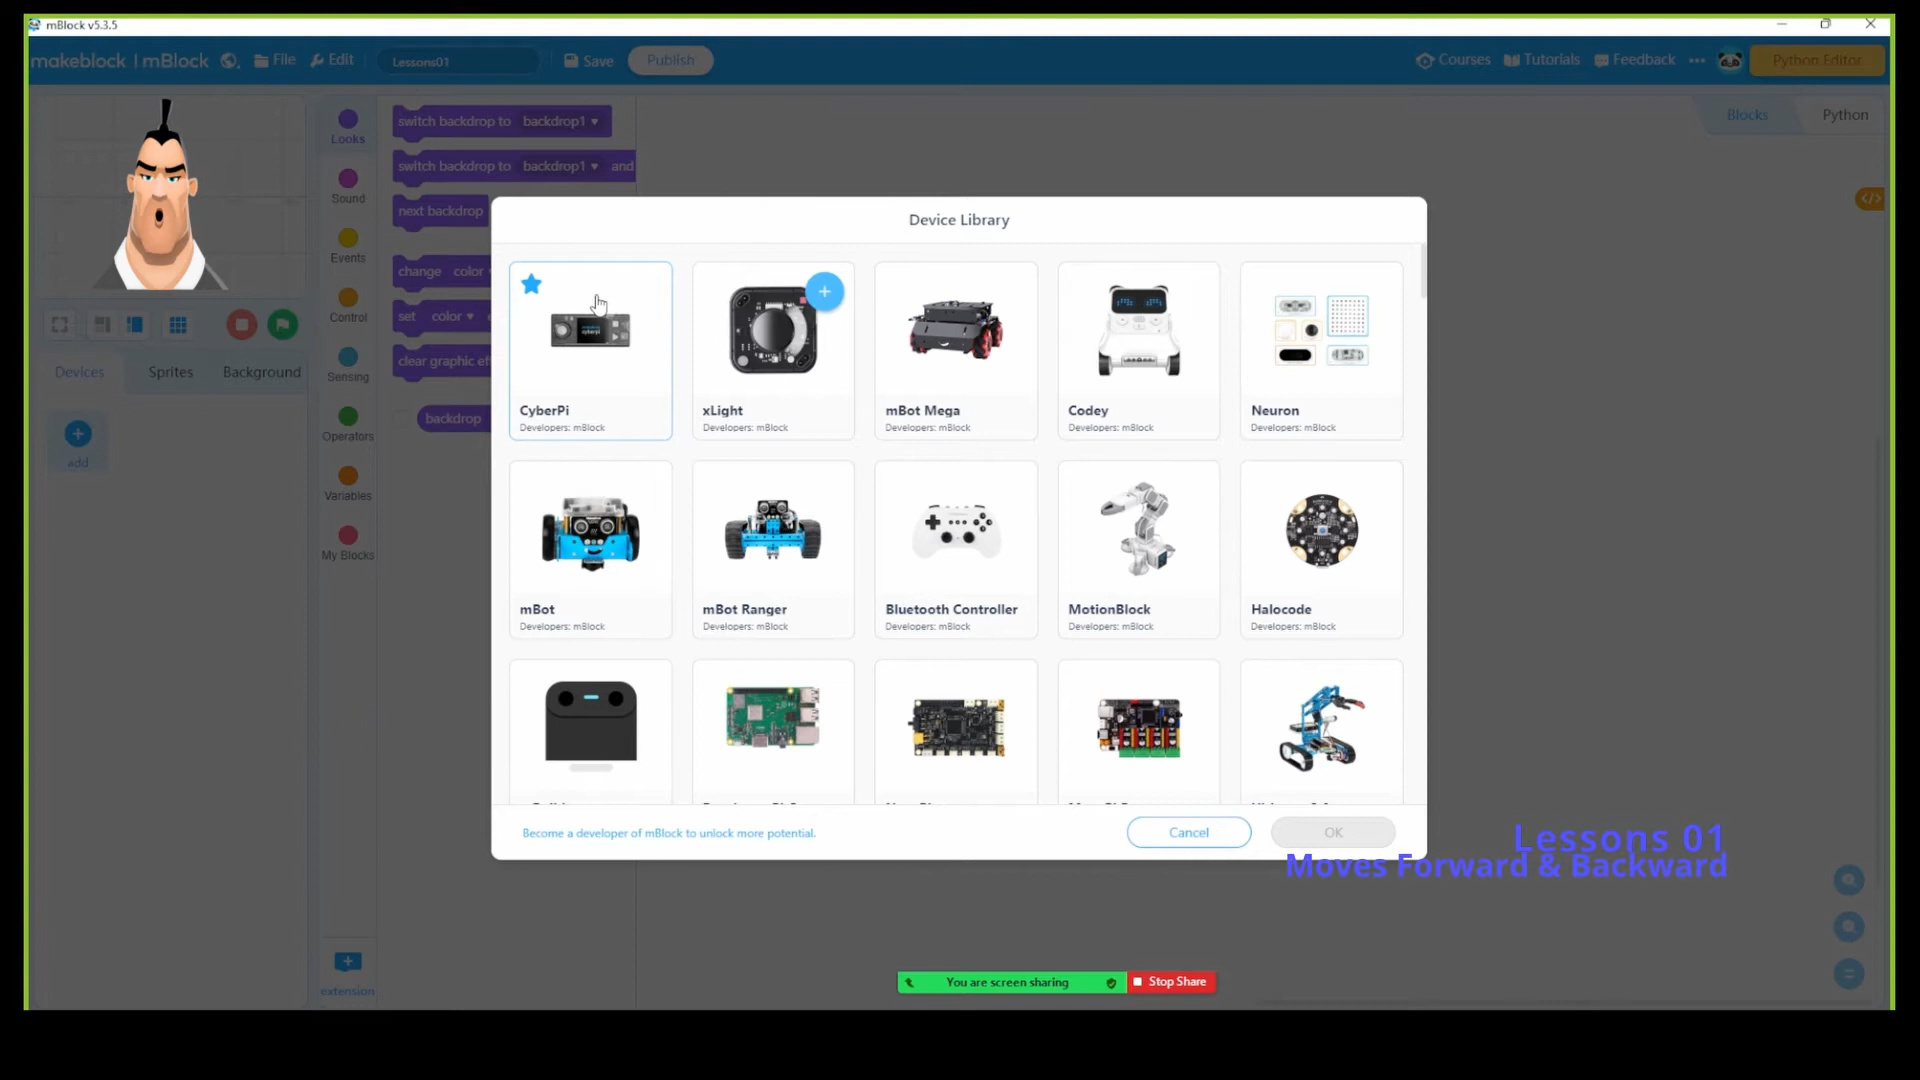 mBlock v5.3.5
makeblock | mBlock
File
Edit
Lessons01
Save
Publish
Courses
Tutorials
Feedback
Python Editor
Looks
Sound
Events
Control
Sensing
Operators
Variables
My Blocks
extension
switch backdrop to backdrop1
switch backdrop to backdrop1 and
next backdrop
change color
set color
clear graphic ef
backdrop
Blocks
Python
Devices
Sprites
Background
add
Device Library
cyberpi
CyberPi
Developers: mBlock
xLight
Developers: mBlock
mBot Mega
Developers: mBlock
Codey
Developers: mBlock
Neuron
Developers: mBlock
mBot
Developers: mBlock
mBot Ranger
Developers: mBlock
Bluetooth Controller
Developers: mBlock
MotionBlock
Developers: mBlock
Halocode
Developers: mBlock
Become a developer of mBlock to unlock more potential.
Cancel
OK
Lessons 01
Moves Forward & Backward
You are screen sharing
Stop Share